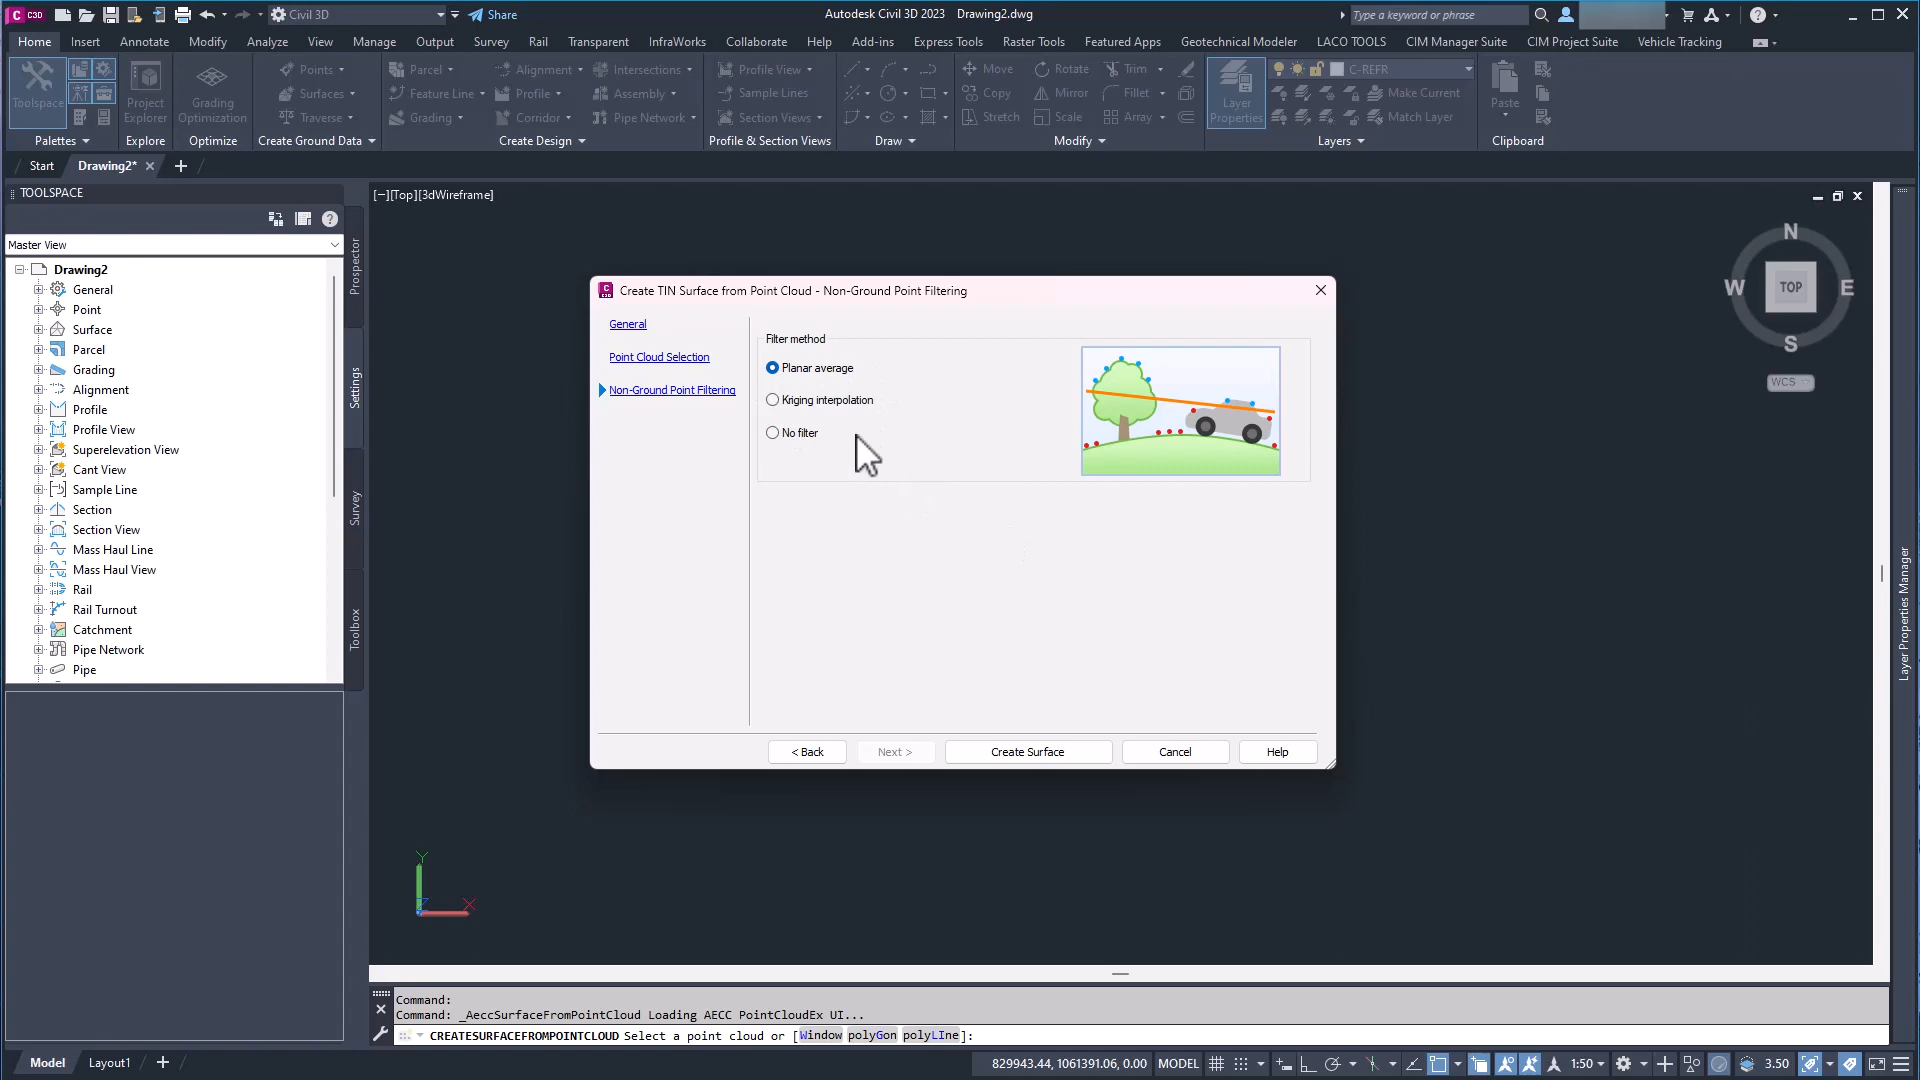 C3D Civil 3D Share Autodesk Civil 3D 2023 Drawing2.dwg Type a keyword or phrase
Home Insert Annotate Modify Analyze View Manage Output Survey Rail Transparent InfraWorks Collaborate Help Add-ins Express Tools Raster Tools Featured Apps Geotechnical Modeler LACO TOOLS CIM Manager Suite CIM Project Suite Vehicle Tracking
Points Parcel Alignment Intersections Profile View Move Rotate Trim C-REFR
Surfaces Feature Line Profile Assembly Sample Lines Copy Mirror Fillet Make Current
Toolspace Project Explorer Grading Optimization Layer Properties Paste
Traverse Grading Corridor Pipe Network Section Views Stretch Scale Array Match Layer
Palettes Explore Optimize Create Ground Data Create Design Profile & Section Views Draw Modify Layers Clipboard
Start Drawing2*
TOOLSPACE
[−][Top][3dWireframe]
Master View
Drawing2
General
Point
Surface
Parcel
Grading
Alignment
Profile
Profile View
Superelevation View
Cant View
Sample Line
Section
Section View
Mass Haul Line
Mass Haul View
Rail
Rail Turnout
Catchment
Pipe Network
Pipe
Prospector
Settings
Survey
Toolbox
Create TIN Surface from Point Cloud - Non-Ground Point Filtering
General
Point Cloud Selection
Non-Ground Point Filtering
Filter method
Planar average
Kriging interpolation
No filter
< Back Next > Create Surface Cancel Help
N
W TOP E
S
WCS
Layer Properties Manager
Y
X
Command:
Command: _AeccSurfaceFromPointCloud Loading AECC PointCloudEx UI...
CREATESURFACEFROMPOINTCLOUD Select a point cloud or [Window polyGon polyLIne]:
Model Layout1 829943.44, 1061391.06, 0.00 MODEL 1:50 3.50